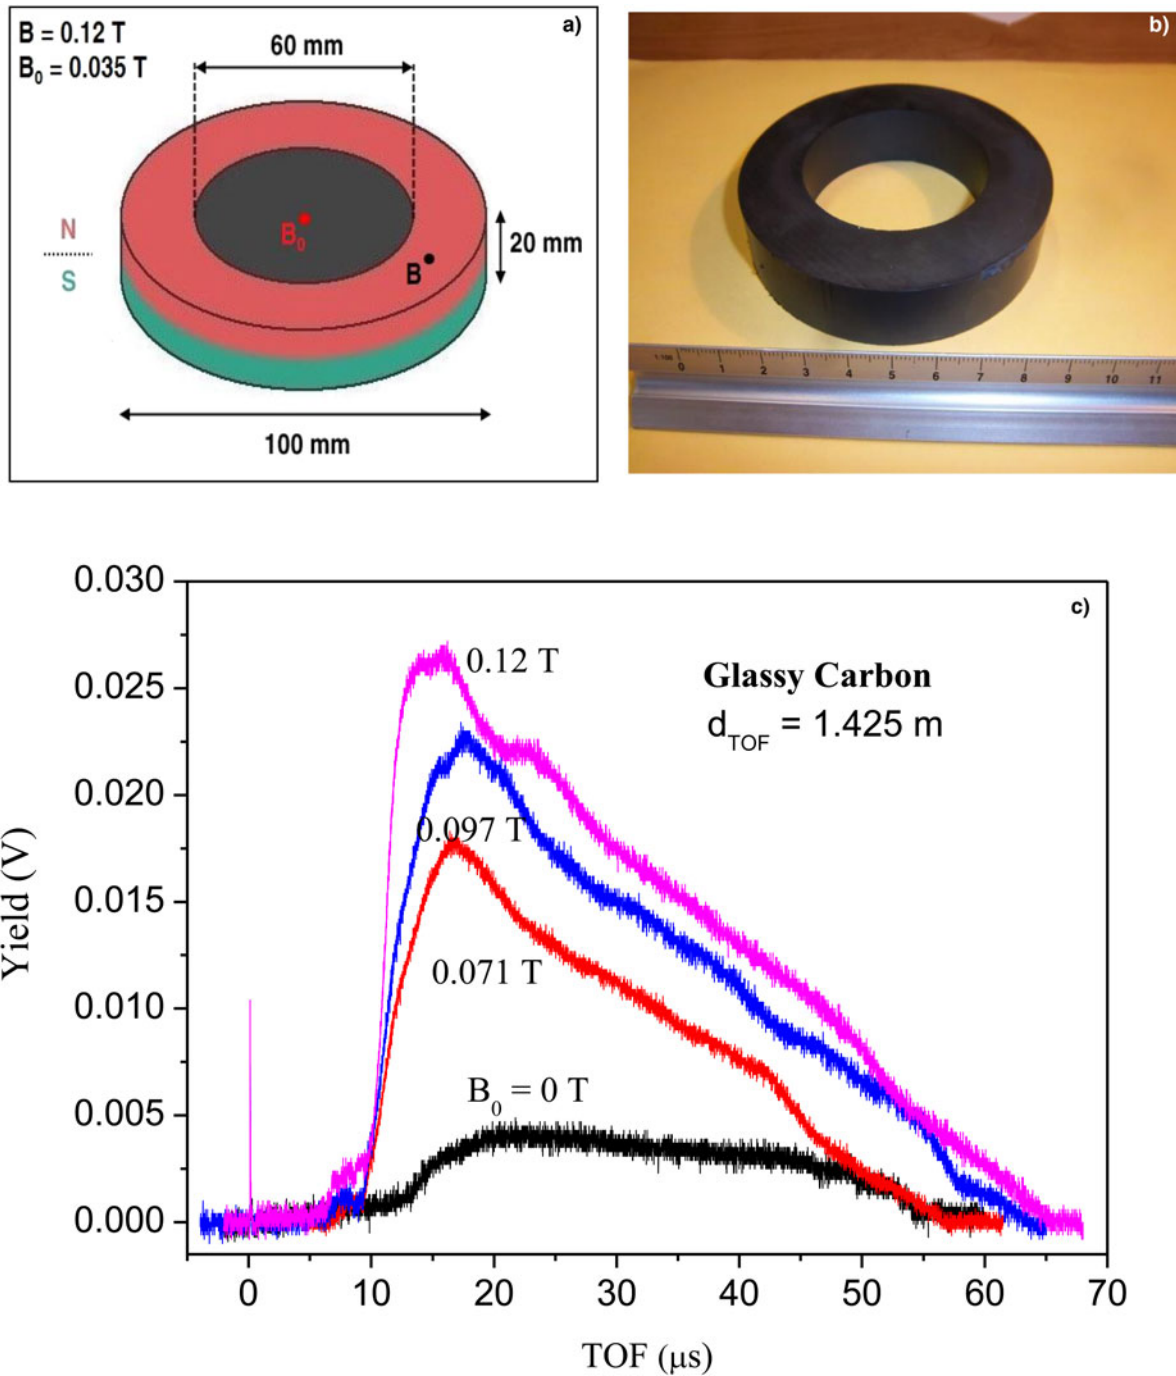 B = 0.12 T
B₀ = 0.035 T
a)
60 mm
N
S
B₀
B
20 mm
100 mm
b)
1:100
0 1 2 3 4 5 6 7 8 9 10 11
c)
0.030
0.025
0.020
0.015
0.010
0.005
0.000
Yield (V)
0.12 T
Glassy Carbon
d_TOF = 1.425 m
0.097 T
0.071 T
B₀ = 0 T
0 10 20 30 40 50 60 70
TOF (μs)